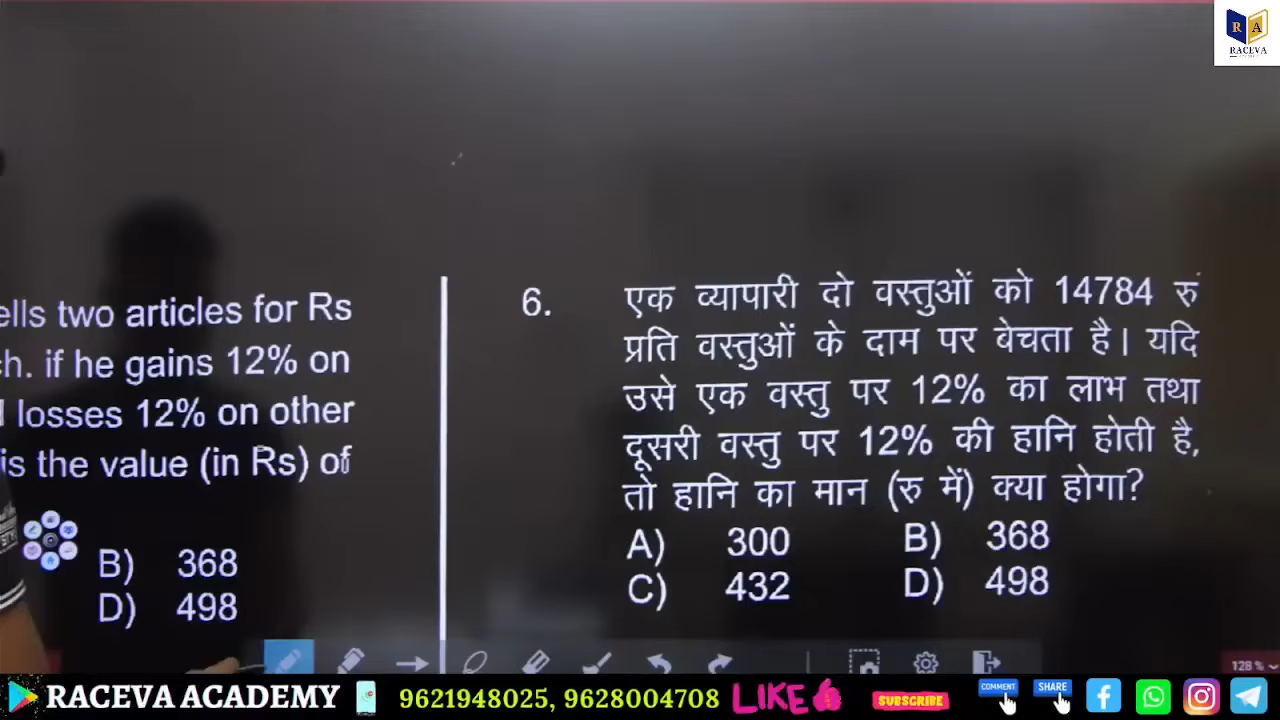 R A
RACEVA
ells two articles for Rs
ch. if he gains 12% on
losses 12% on other
is the value (in Rs) of
B) 368
D) 498
6. एक व्यापारी दो वस्तुओं को 14784 रु
प्रति वस्तुओं के दाम पर बेचता है। यदि
उसे एक वस्तु पर 12% का लाभ तथा
दूसरी वस्तु पर 12% की हानि होती है,
तो हानि का मान (रु में) क्या होगा?
A) 300 B) 368
C) 432 D) 498
128 %
RACEVA ACADEMY 9621948025, 9628004708 LIKE SUBSCRIBE COMMENT SHARE